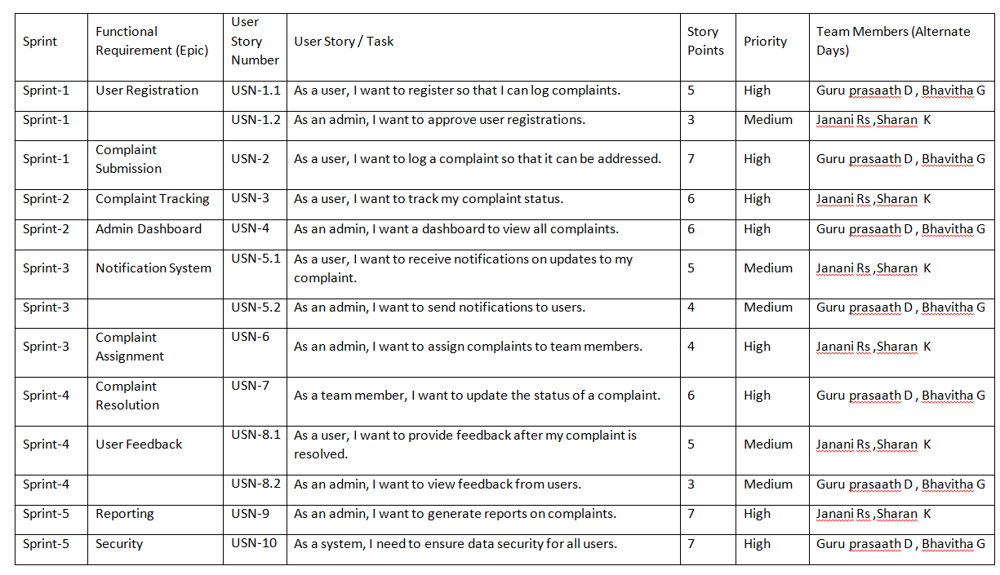 Sprint Functional Requirement (Epic) User Story Number User Story / Task Story Points Priority Team Members (Alternate Days)
Sprint-1 User Registration USN-1.1 As a user, I want to register so that I can log complaints. 5 High Guru prasaath D , Bhavitha G
Sprint-1 USN-1.2 As an admin, I want to approve user registrations. 3 Medium Janani Rs ,Sharan K
Sprint-1 Complaint Submission USN-2 As a user, I want to log a complaint so that it can be addressed. 7 High Guru prasaath D , Bhavitha G
Sprint-2 Complaint Tracking USN-3 As a user, I want to track my complaint status. 6 High Janani Rs ,Sharan K
Sprint-2 Admin Dashboard USN-4 As an admin, I want a dashboard to view all complaints. 6 High Guru prasaath D , Bhavitha G
Sprint-3 Notification System USN-5.1 As a user, I want to receive notifications on updates to my complaint. 5 Medium Janani Rs ,Sharan K
Sprint-3 USN-5.2 As an admin, I want to send notifications to users. 4 Medium Guru prasaath D , Bhavitha G
Sprint-3 Complaint Assignment USN-6 As an admin, I want to assign complaints to team members. 4 High Janani Rs ,Sharan K
Sprint-4 Complaint Resolution USN-7 As a team member, I want to update the status of a complaint. 6 High Guru prasaath D , Bhavitha G
Sprint-4 User Feedback USN-8.1 As a user, I want to provide feedback after my complaint is resolved. 5 Medium Janani Rs ,Sharan K
Sprint-4 USN-8.2 As an admin, I want to view feedback from users. 3 Medium Guru prasaath D , Bhavitha G
Sprint-5 Reporting USN-9 As an admin, I want to generate reports on complaints. 7 High Janani Rs ,Sharan K
Sprint-5 Security USN-10 As a system, I need to ensure data security for all users. 7 High Guru prasaath D , Bhavitha G